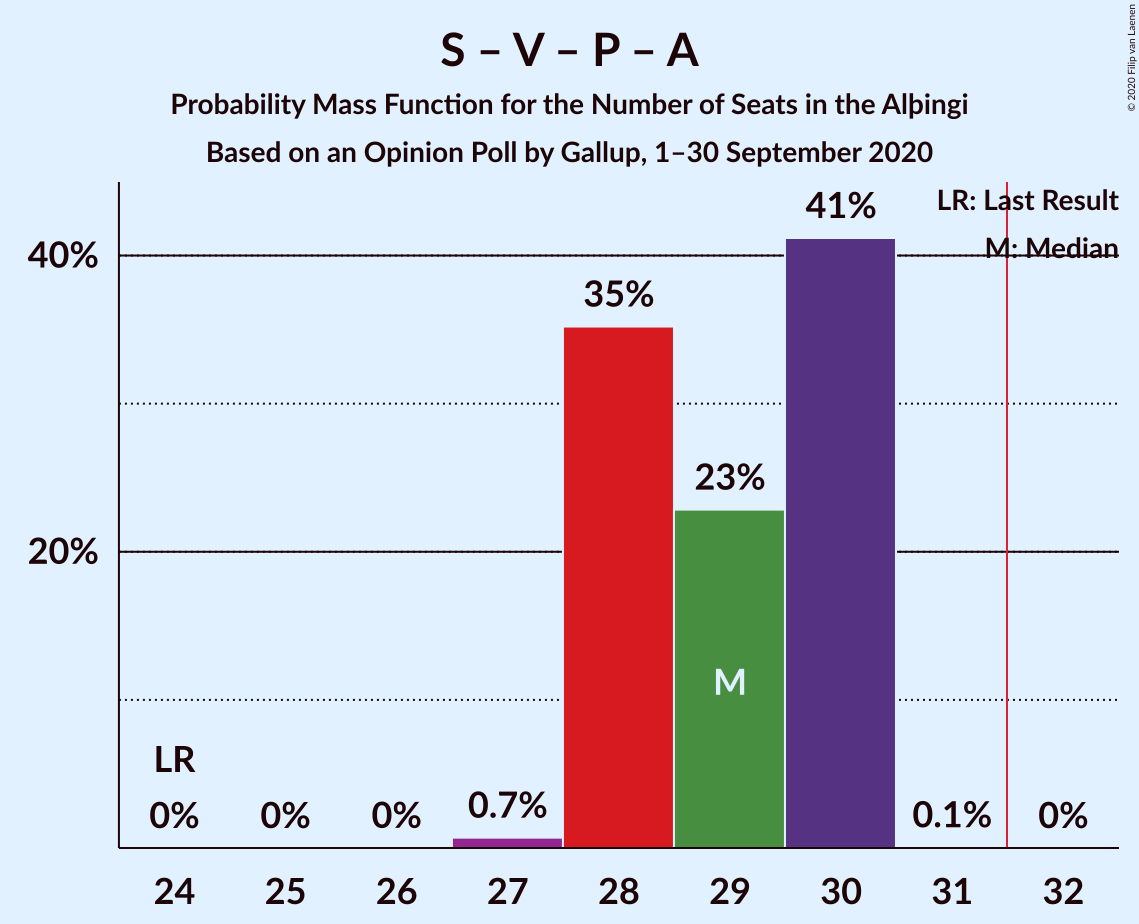 S – V – P – A
Probability Mass Function for the Number of Seats in the Alþingi
Based on an Opinion Poll by Gallup, 1–30 September 2020
© 2020 Filip van Laenen
LR: Last Result
M: Median
40%
20%
41%
35%
23%
M
LR
0%
0%
0%
0.7%
0.1%
0%
24
25
26
27
28
29
30
31
32